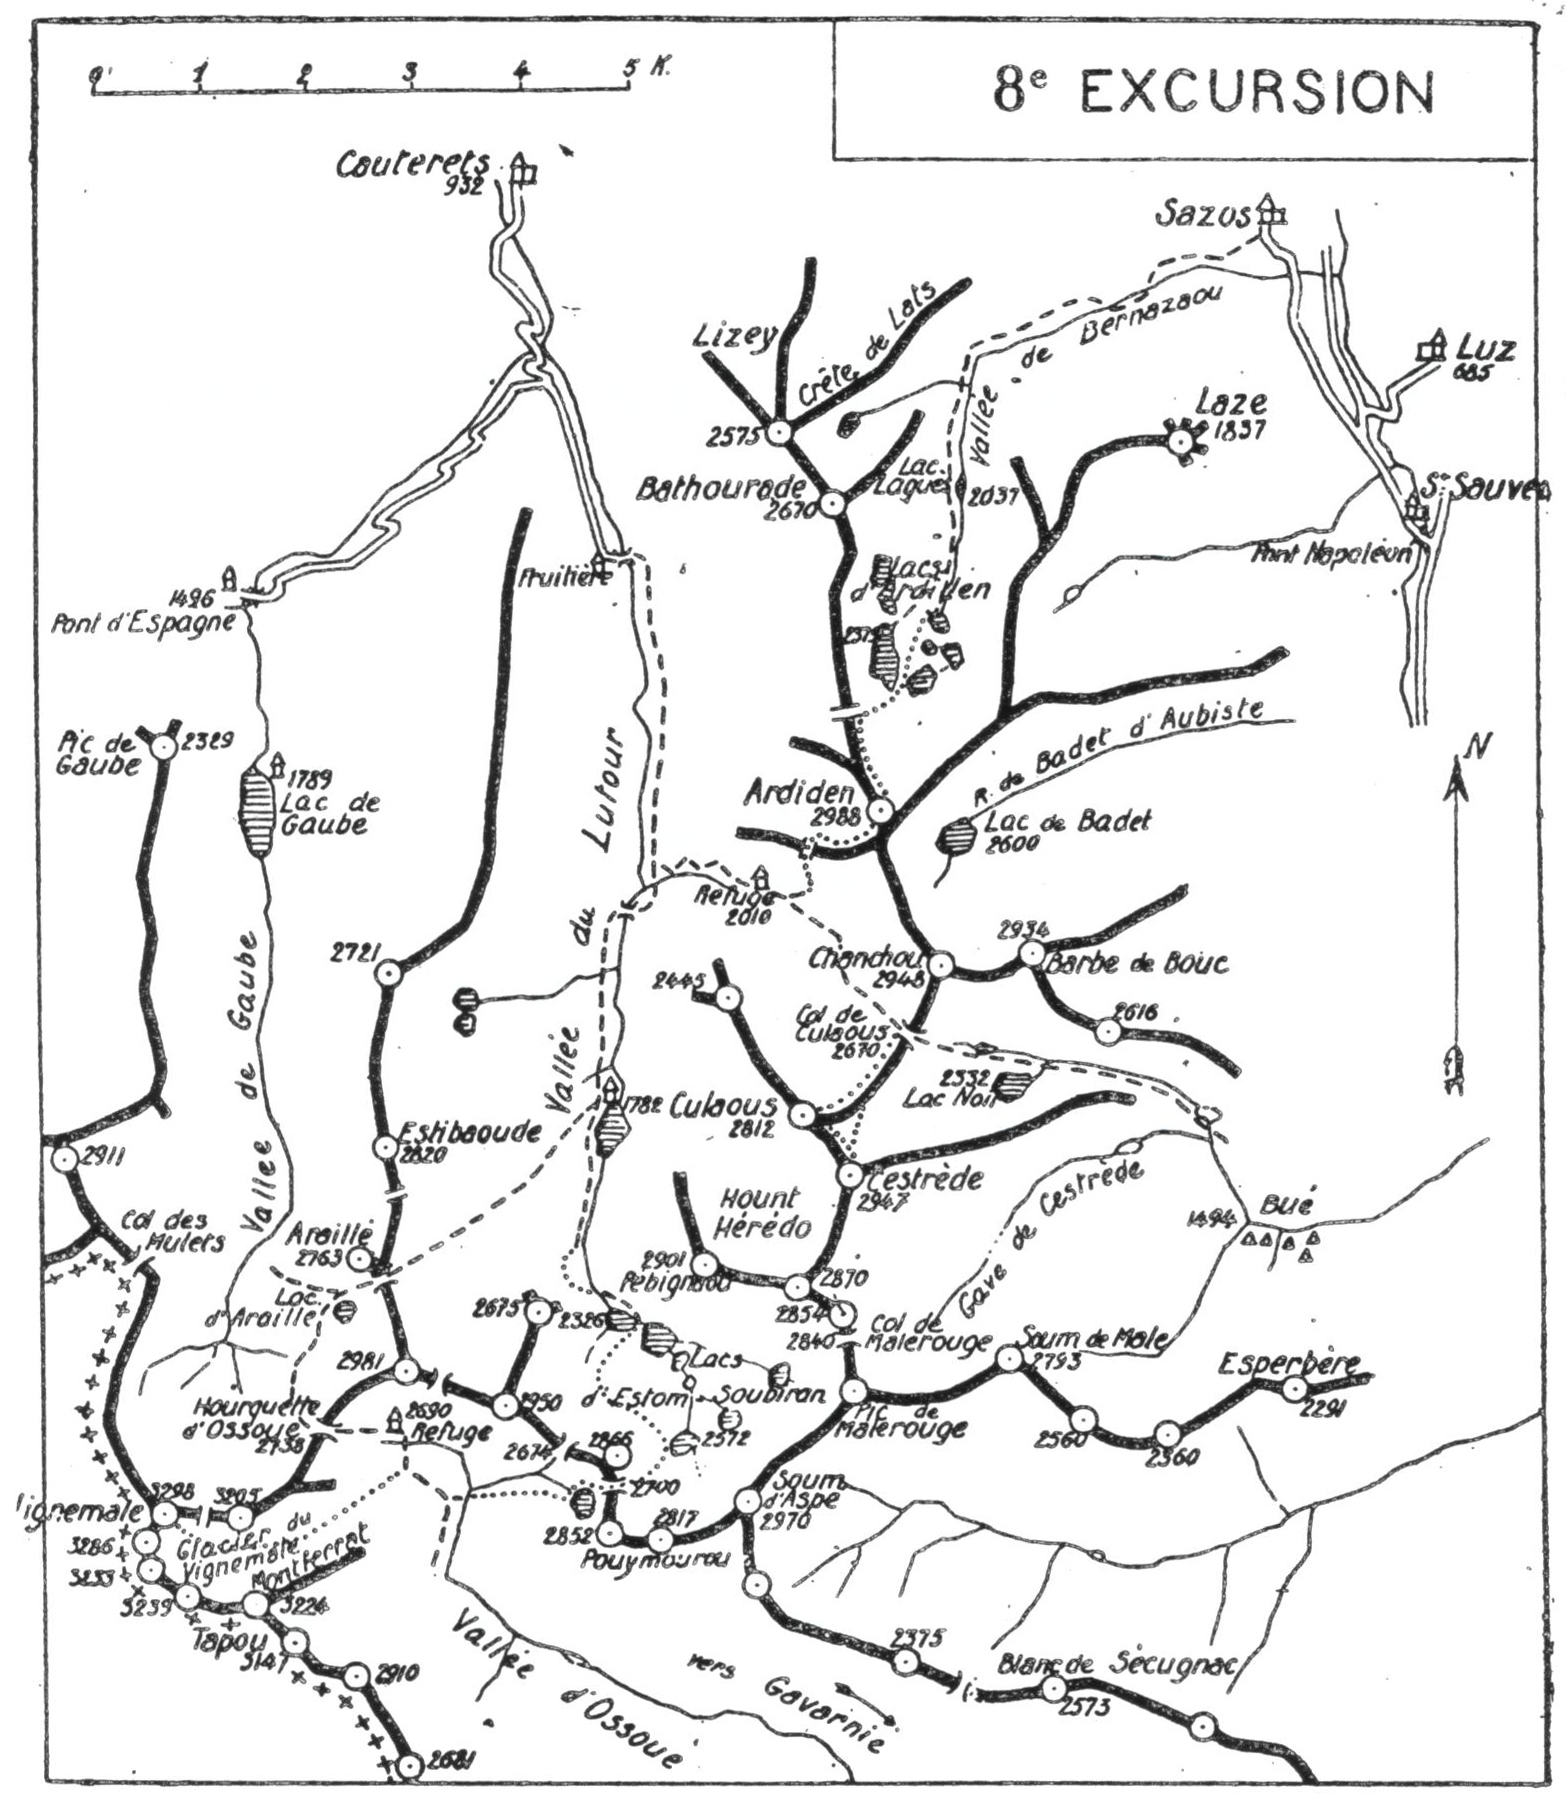 0 1 2 3 4 5 K.
8e EXCURSION
Cauterets
932
Sazos
Lizey
Crête de Lats
Vallée de Bernazaou
Luz
685
Laze
1837
2575
Bathourade
2670
Lac
Lagues
2037
St Sauveu
Pont Napoléon
Fruitière
1496
Pont d'Espagne
Lacs
d'Ardiden
Pic de
Gaube
2329
1789
Lac de
Gaube
R. de Badet d'Aubiste
N
Ardiden
2988
Lac de Badet
2600
Vallée du Lutour
Refuge
2010
Vallée de Gaube
2721
2445
Chanchou
2948
2934
Barbe de Bouc
2616
Col de
Culaous
2670
2332
Lac Noir
1782
Culaous
2812
Estibaoude
2820
2911
Cestrède
2947
Gave de Cestrède
Hount
Hérédo
Bué
1494
Col des
Mulets
Araillé
2763
2901
Pébignaou
2870
2854
2840
Col de
Malerouge
Lac
d'Araillé
2675
2326
Lacs
d'Estom-Soubiran
Soum de Male
2793
Esperbère
2291
2981
2950
Pic de
Malerouge
Hourquette
d'Ossoue
2738
2690
Refuge
2674
2866
2572
2560
2360
2700
3298
3205
Vignemale
Soum
d'Aspe
2970
2852
2817
Pouymourou
3286
3233
3239
Glacier du
Vignemale
Montferrat
3224
Tapou
3147
2910
2681
Vallée d'Ossoué
vers Gavarnie
2375
Blanc de Sécugnac
2573